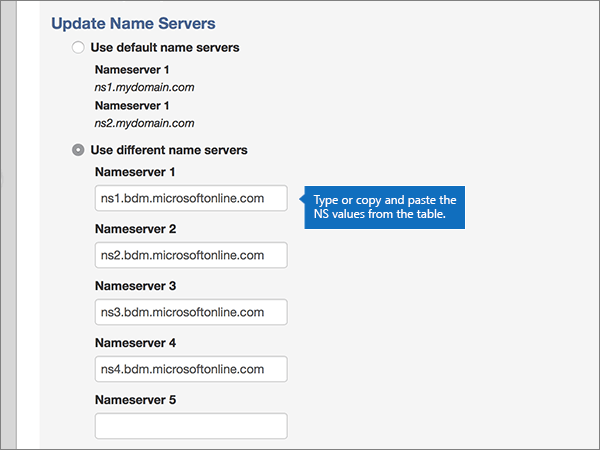 Update Name Servers
Use default name servers
Nameserver 1
ns1.mydomain.com
Nameserver 1
ns2.mydomain.com
Use different name servers
Nameserver 1
ns1.bdm.microsoftonline.com
Type or copy and paste the
NS values from the table.
Nameserver 2
ns2.bdm.microsoftonline.com
Nameserver 3
ns3.bdm.microsoftonline.com
Nameserver 4
ns4.bdm.microsoftonline.com
Nameserver 5